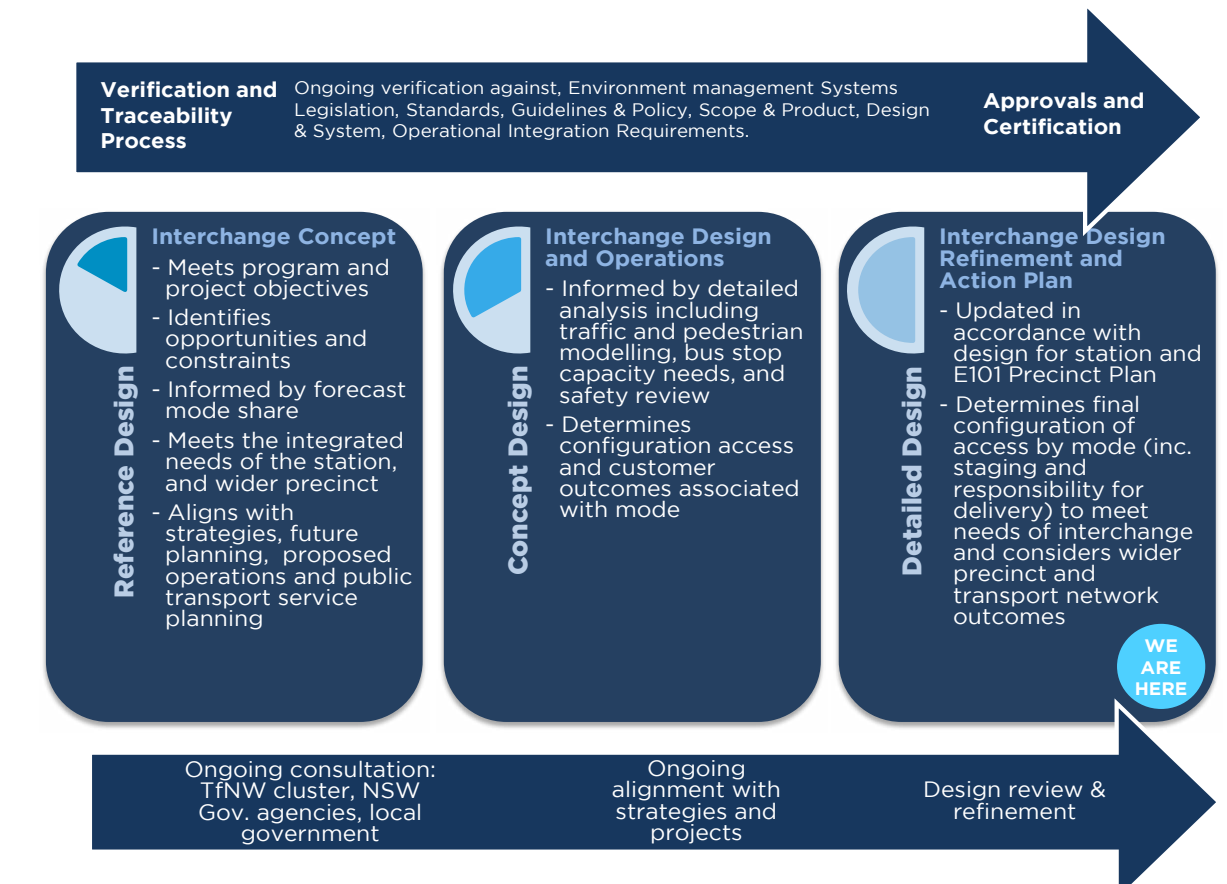 Verification and
Traceability
Process
Ongoing verification against, Environment management Systems
Legislation, Standards, Guidelines & Policy, Scope & Product, Design
& System, Operational Integration Requirements.
Approvals and
Certification
Reference Design
Interchange Concept
- Meets program and
project objectives
- Identifies
opportunities and
constraints
- Informed by forecast
mode share
- Meets the integrated
needs of the station,
and wider precinct
- Aligns with
strategies, future
planning, proposed
operations and public
transport service
planning
Concept Design
Interchange Design
and Operations
- Informed by detailed
analysis including
traffic and pedestrian
modelling, bus stop
capacity needs, and
safety review
- Determines
configuration access
and customer
outcomes associated
with mode
Detailed Design
Interchange Design
Refinement and
Action Plan
- Updated in
accordance with
design for station and
E101 Precinct Plan
- Determines final
configuration of
access by mode (inc.
staging and
responsibility for
delivery) to meet
needs of interchange
and considers wider
precinct and
transport network
outcomes
WE
ARE
HERE
Ongoing consultation:
TfNW cluster, NSW
Gov. agencies, local
government
Ongoing
alignment with
strategies and
projects
Design review &
refinement